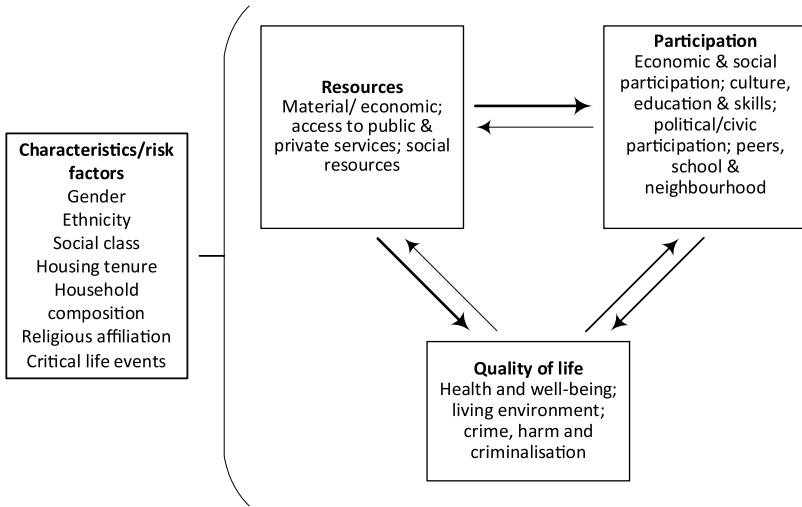 Characteristics/risk
factors
Gender
Ethnicity
Social class
Housing tenure
Household
composition
Religious affiliation
Critical life events
Resources
Material/ economic;
access to public &
private services; social
resources
Participation
Economic & social
participation; culture,
education & skills;
political/civic
participation; peers,
school &
neighbourhood
Quality of life
Health and well-being;
living environment;
crime, harm and
criminalisation